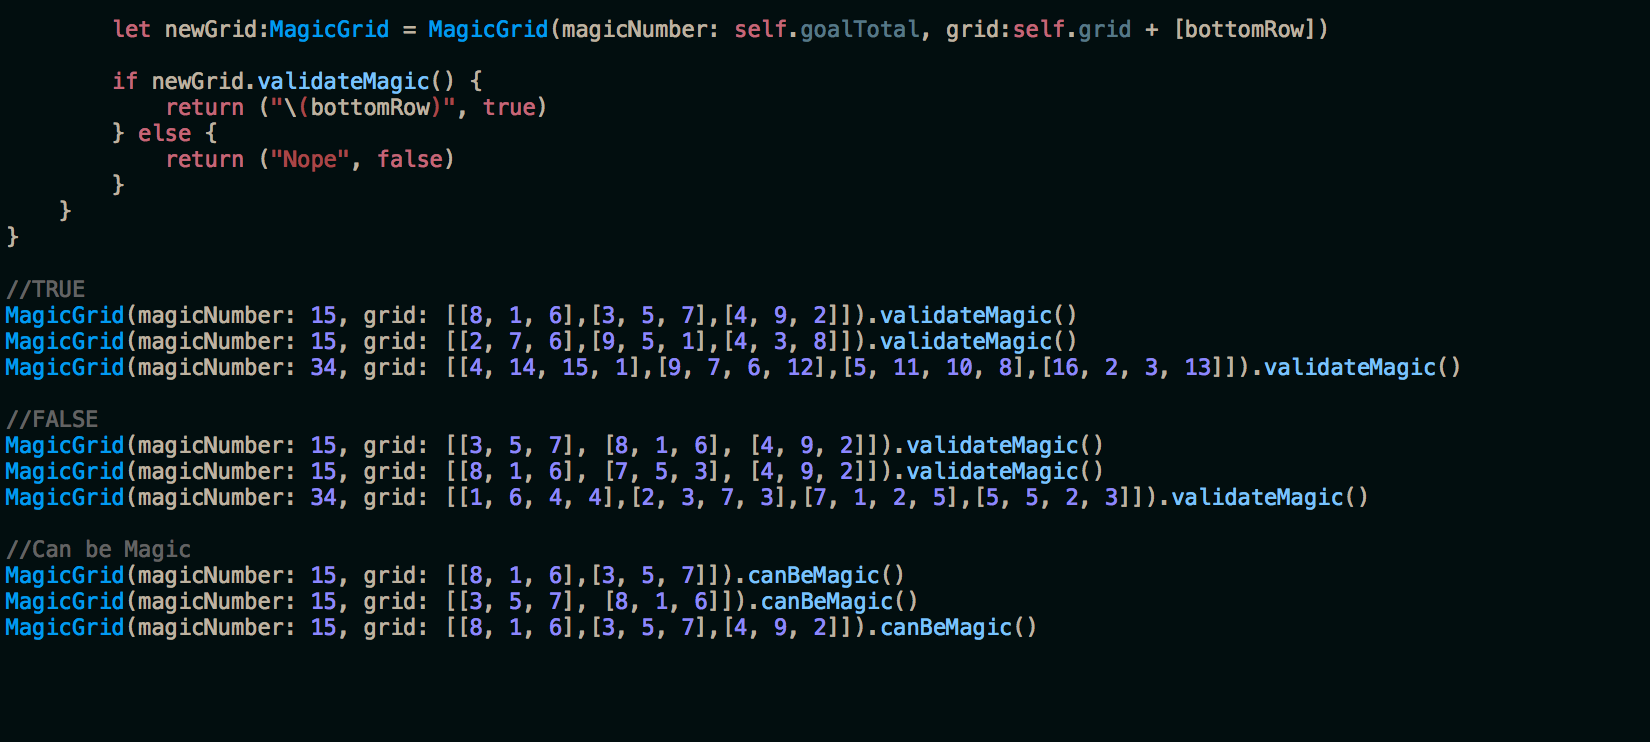 let newGrid:MagicGrid = MagicGrid(magicNumber: self.goalTotal, grid:self.grid + [bottomRow])
if newGrid.validateMagic() {
return ("\(bottomRow)", true)
} else {
return ("Nope", false)
}
}
}
//TRUE
MagicGrid(magicNumber: 15, grid: [[8, 1, 6],[3, 5, 7],[4, 9, 2]]).validateMagic()
MagicGrid(magicNumber: 15, grid: [[2, 7, 6],[9, 5, 1],[4, 3, 8]]).validateMagic()
MagicGrid(magicNumber: 34, grid: [[4, 14, 15, 1],[9, 7, 6, 12],[5, 11, 10, 8],[16, 2, 3, 13]]).validateMagic()
//FALSE
MagicGrid(magicNumber: 15, grid: [[3, 5, 7], [8, 1, 6], [4, 9, 2]]).validateMagic()
MagicGrid(magicNumber: 15, grid: [[8, 1, 6], [7, 5, 3], [4, 9, 2]]).validateMagic()
MagicGrid(magicNumber: 34, grid: [[1, 6, 4, 4],[2, 3, 7, 3],[7, 1, 2, 5],[5, 5, 2, 3]]).validateMagic()
//Can be Magic
MagicGrid(magicNumber: 15, grid: [[8, 1, 6],[3, 5, 7]]).canBeMagic()
MagicGrid(magicNumber: 15, grid: [[3, 5, 7], [8, 1, 6]]).canBeMagic()
MagicGrid(magicNumber: 15, grid: [[8, 1, 6],[3, 5, 7],[4, 9, 2]]).canBeMagic()